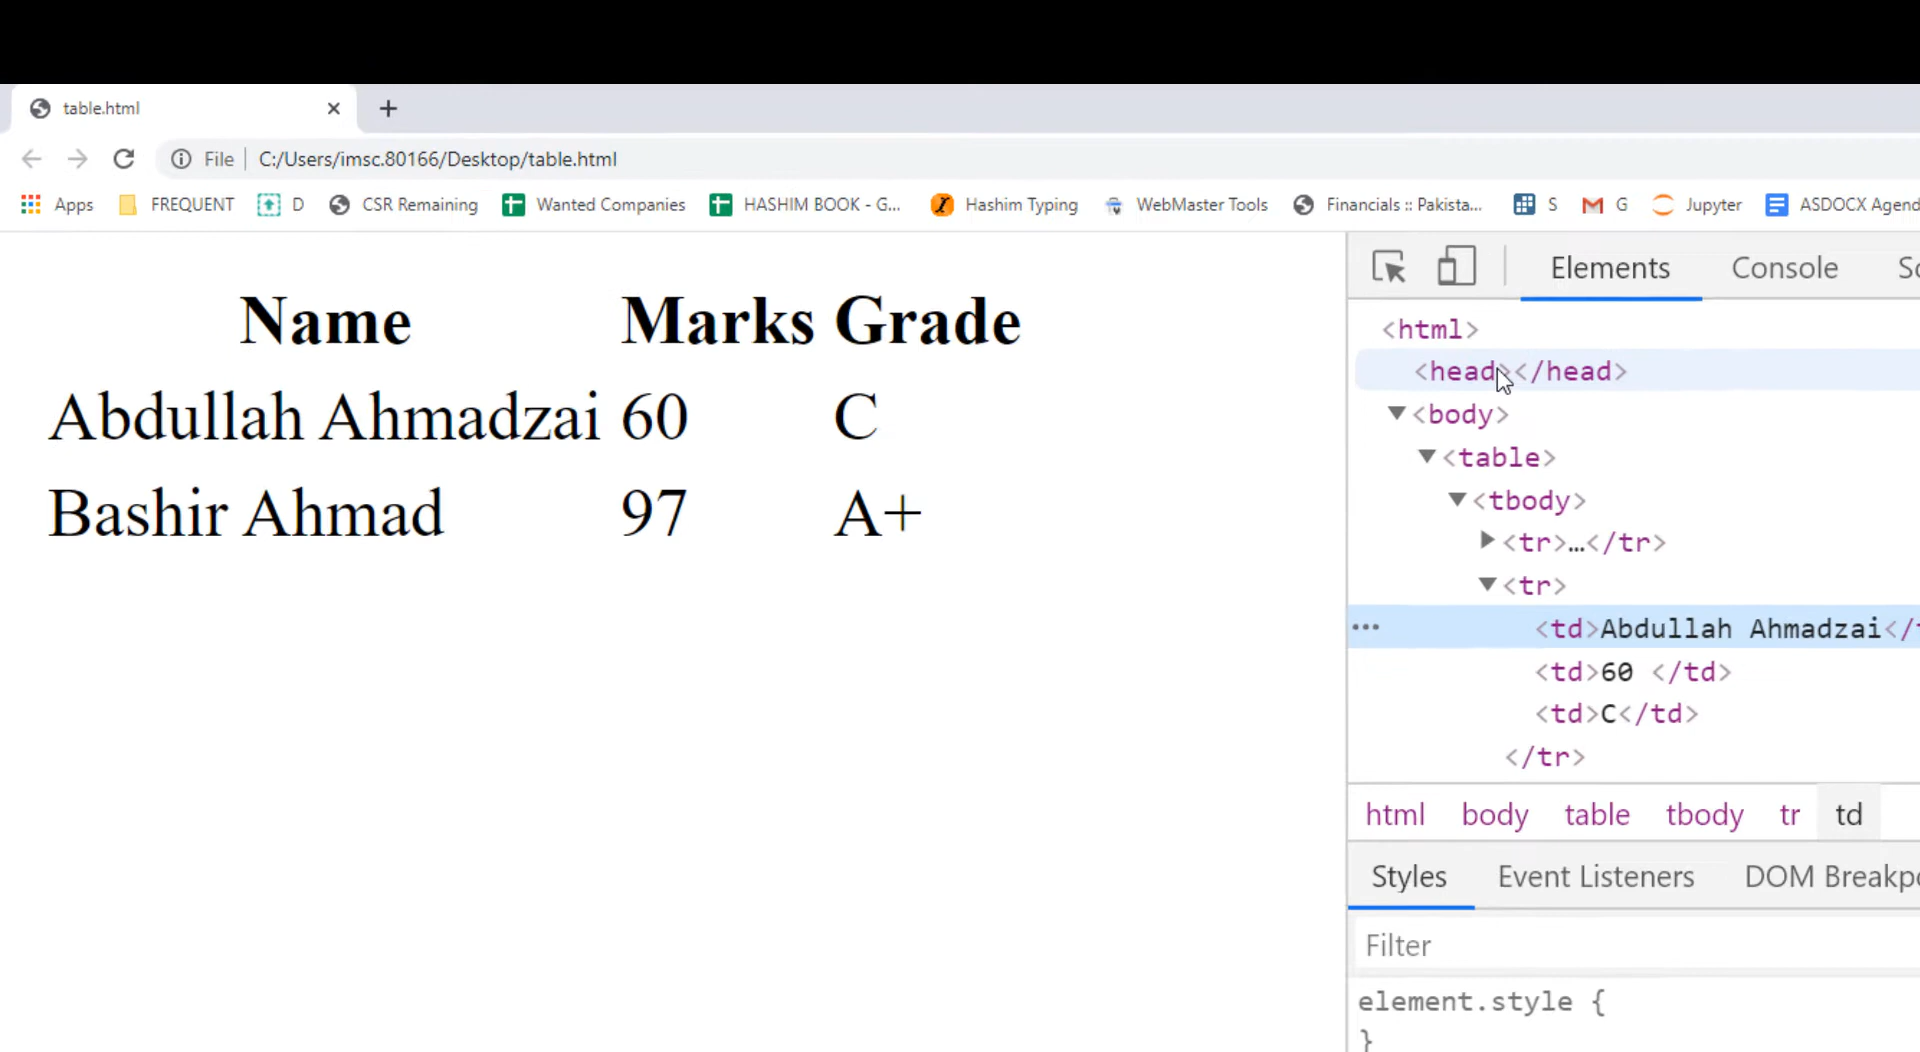 table.html
File C:/Users/imsc.80166/Desktop/table.html
Apps FREQUENT D CSR Remaining Wanted Companies HASHIM BOOK - G... Hashim Typing WebMaster Tools Financials :: Pakista... S G Jupyter ASDOCX Agend
Name Marks Grade
Abdullah Ahmadzai 60 C
Bashir Ahmad 97 A+
Elements Console
<html>
<head></head>
<body>
<table>
<tbody>
<tr>…</tr>
<tr>
<td>Abdullah Ahmadzai</
<td>60 </td>
<td>C</td>
</tr>
html body table tbody tr td
Styles Event Listeners DOM Breakp
Filter
element.style {
}